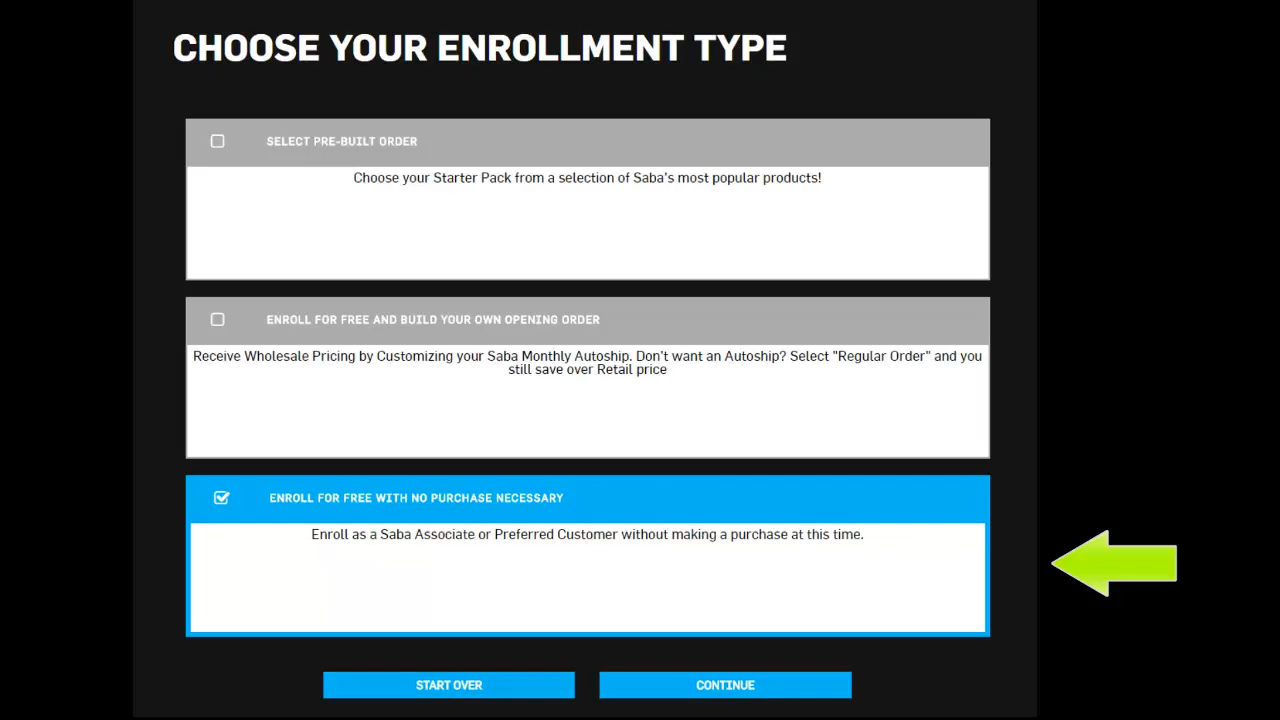 CHOOSE YOUR ENROLLMENT TYPE
SELECT PRE-BUILT ORDER
Choose your Starter Pack from a selection of Saba's most popular products!
ENROLL FOR FREE AND BUILD YOUR OWN OPENING ORDER
Receive Wholesale Pricing by Customizing your Saba Monthly Autoship. Don't want an Autoship? Select "Regular Order" and you
still save over Retail price
ENROLL FOR FREE WITH NO PURCHASE NECESSARY
Enroll as a Saba Associate or Preferred Customer without making a purchase at this time.
START OVER
CONTINUE